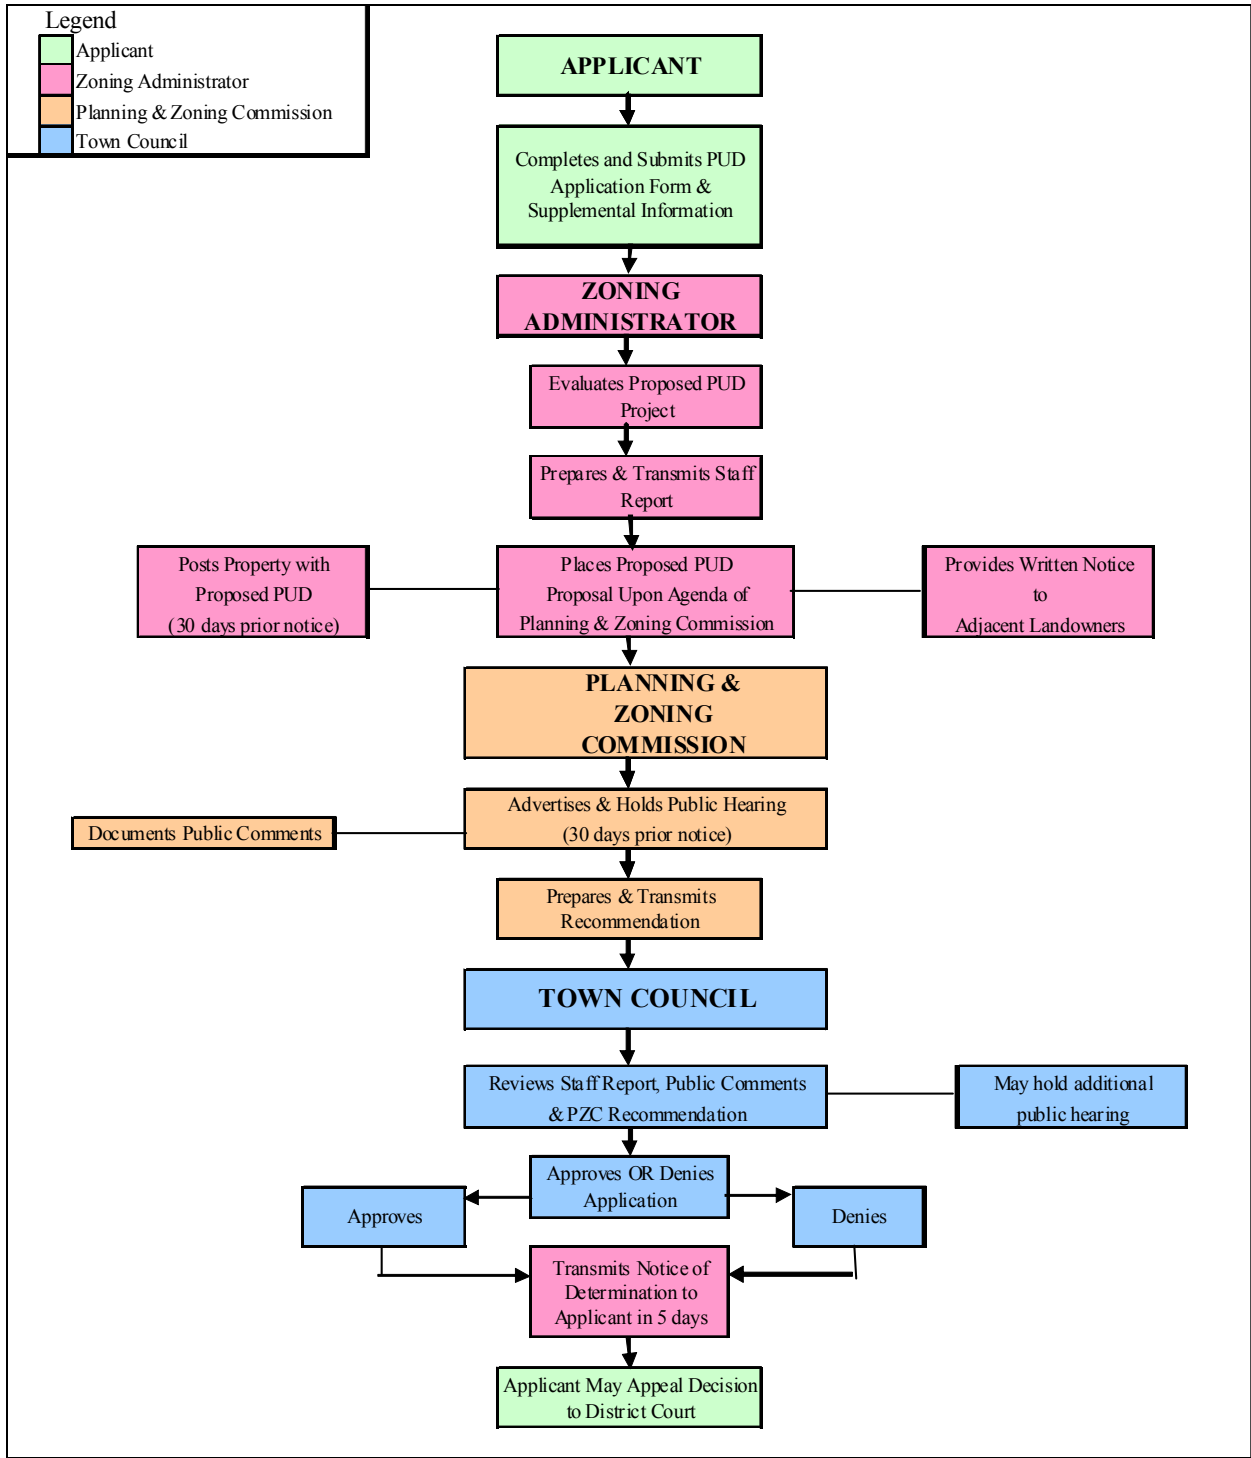 Legend
Applicant
Zoning Administrator
Planning & Zoning Commission
Town Council
APPLICANT
Completes and Submits PUD
Application Form &
Supplemental Information
ZONING
ADMINISTRATOR
Evaluates Proposed PUD
Project
Prepares & Transmits Staff
Report
Posts Property with
Proposed PUD
(30 days prior notice)
Places Proposed PUD
Proposal Upon Agenda of
Planning & Zoning Commission
Provides Written Notice
to
Adjacent Landowners
PLANNING &
ZONING
COMMISSION
Advertises & Holds Public Hearing
(30 days prior notice)
Documents Public Comments
Prepares & Transmits
Recommendation
TOWN COUNCIL
Reviews Staff Report, Public Comments
& PZC Recommendation
May hold additional
public hearing
Approves OR Denies
Application
Approves
Denies
Transmits Notice of
Determination to
Applicant in 5 days
Applicant May Appeal Decision
to District Court